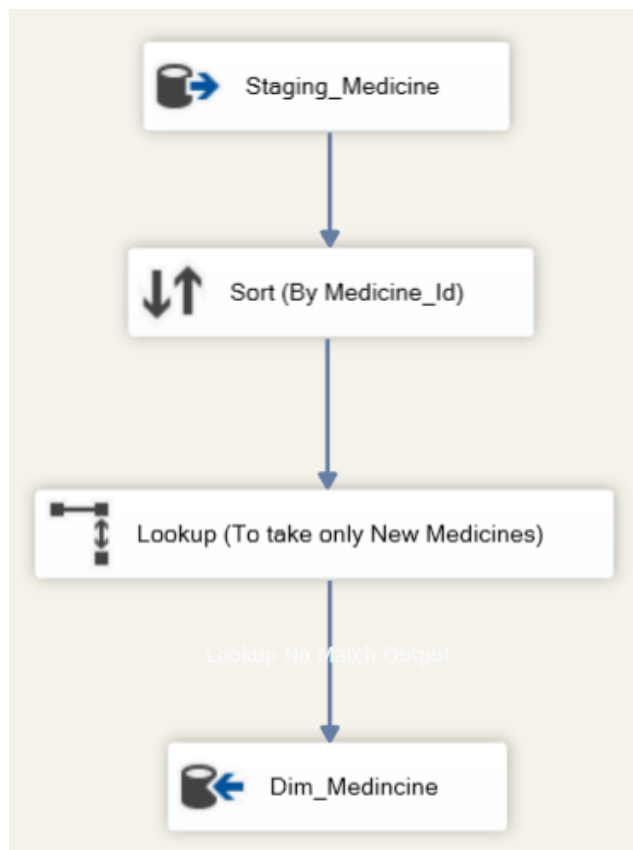 Staging_Medicine
Sort (By Medicine_Id)
Lookup (To take only New Medicines)
Lookup No Match Output
Dim_Medincine